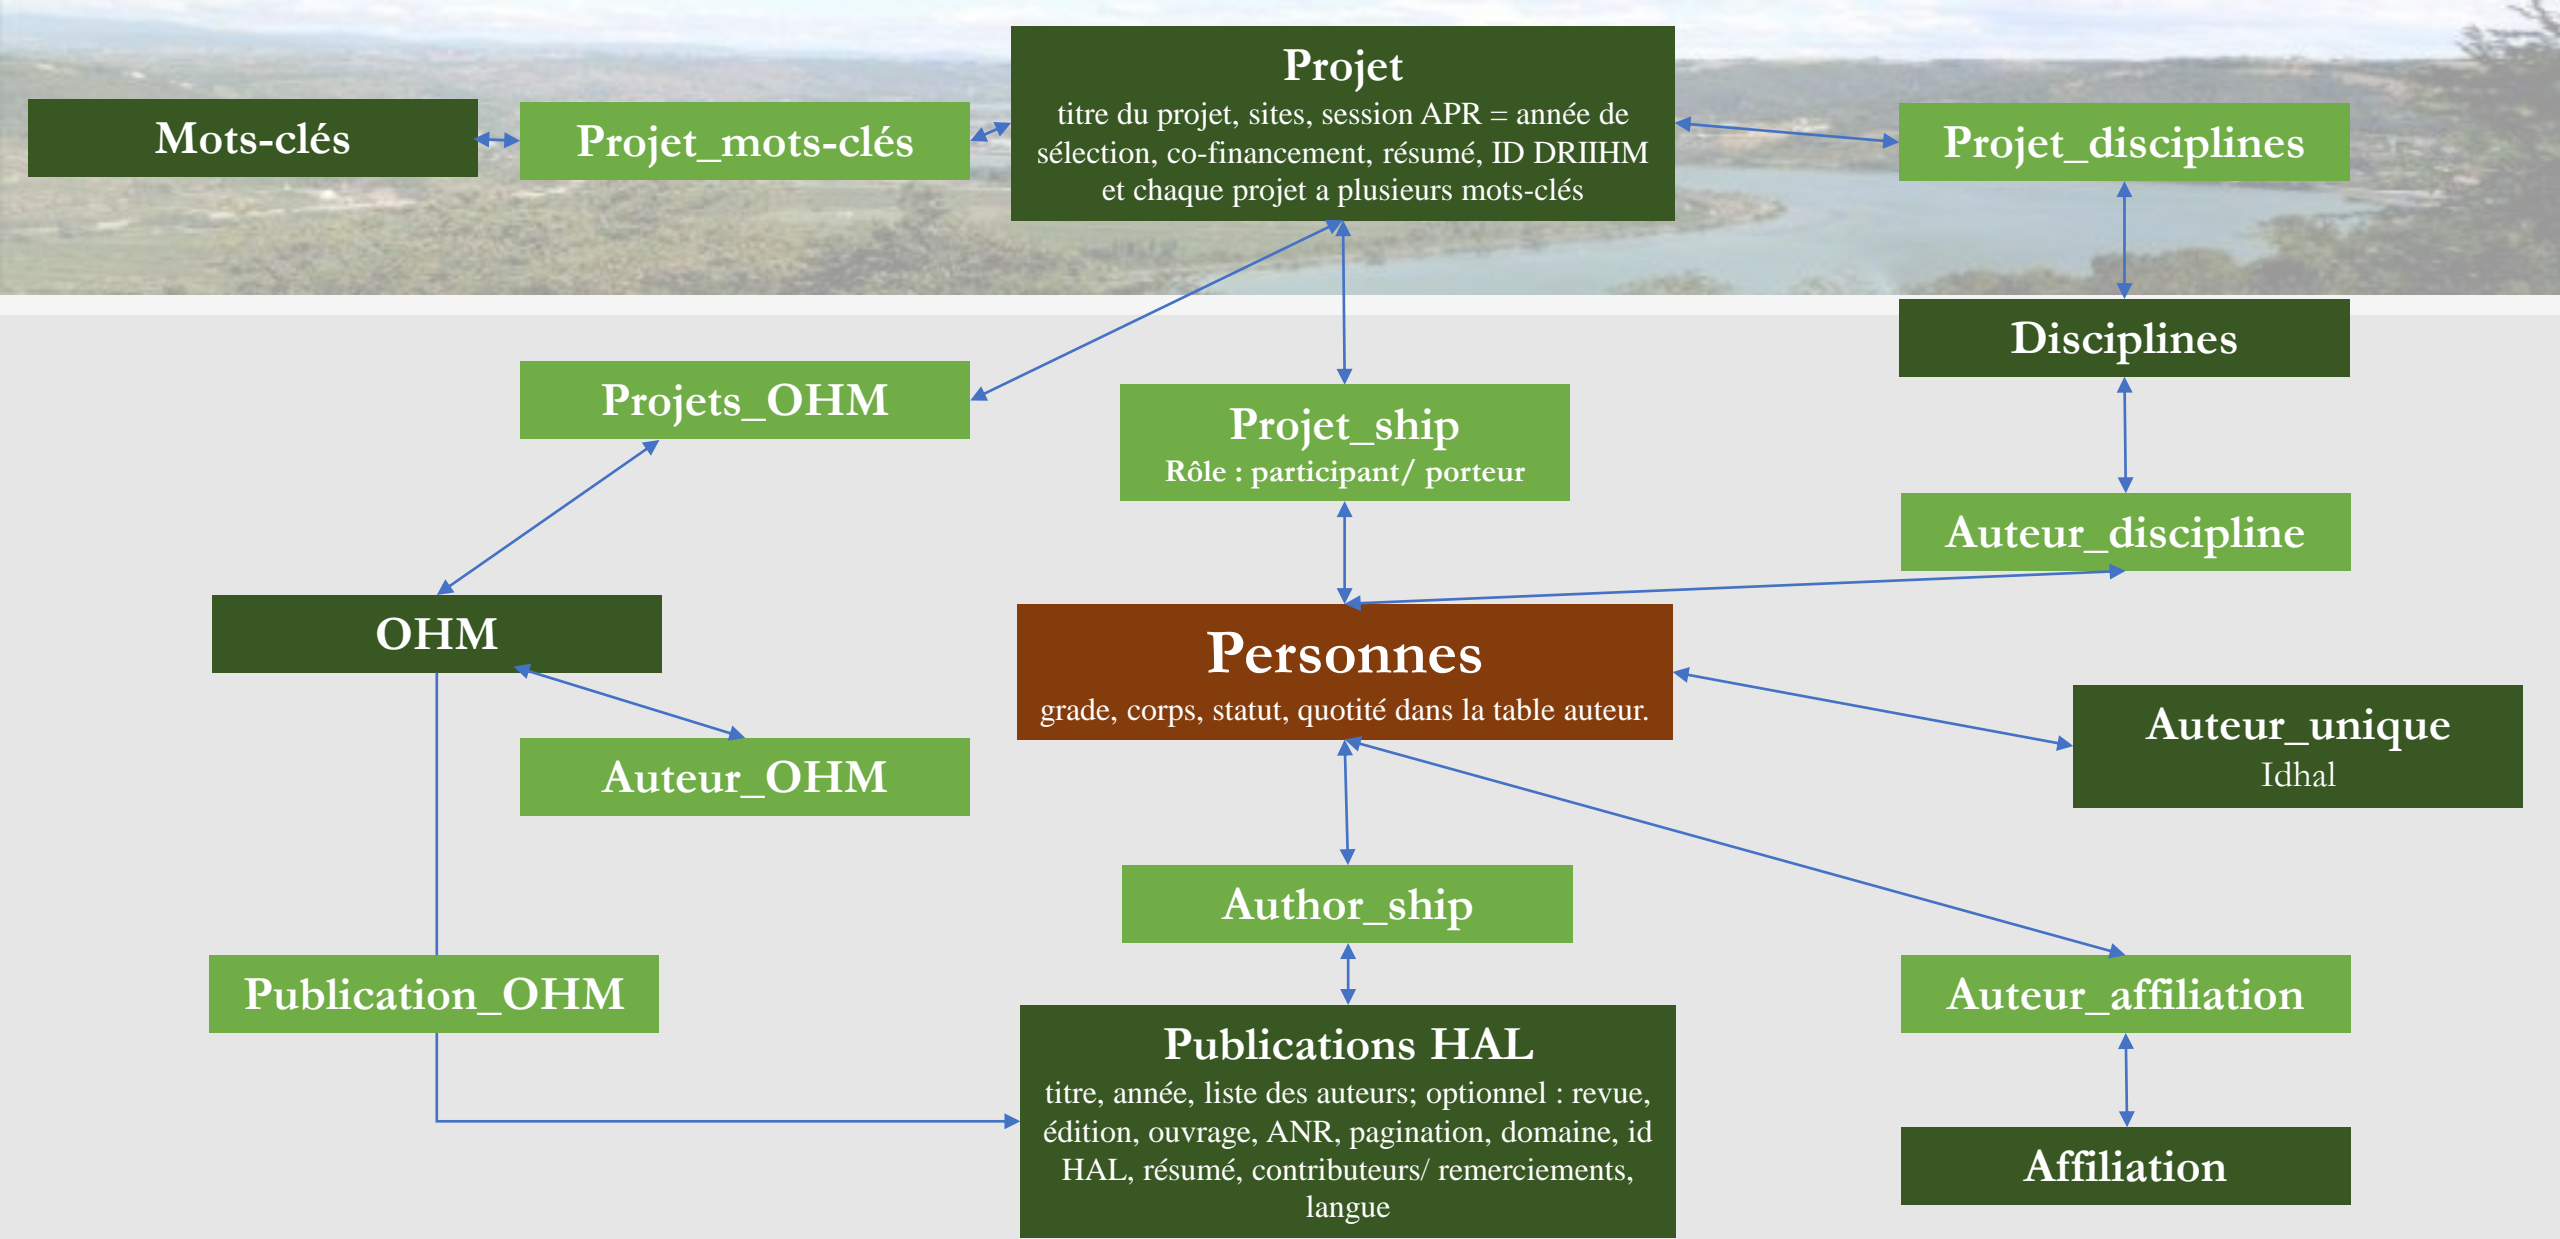 Projet
titre du projet, sites, session APR = année de
sélection, co-financement, résumé, ID DRIIHM
et chaque projet a plusieurs mots-clés
Mots-clés
Projet_mots-clés
Projet_disciplines
Disciplines
Projets_OHM
Projet_ship
Rôle : participant/ porteur
Auteur_discipline
OHM
Personnes
grade, corps, statut, quotité dans la table auteur.
Auteur_unique
Idhal
Auteur_OHM
Author_ship
Publication_OHM
Auteur_affiliation
Publications HAL
titre, année, liste des auteurs; optionnel : revue,
édition, ouvrage, ANR, pagination, domaine, id
HAL, résumé, contributeurs/ remerciements,
langue
Affiliation